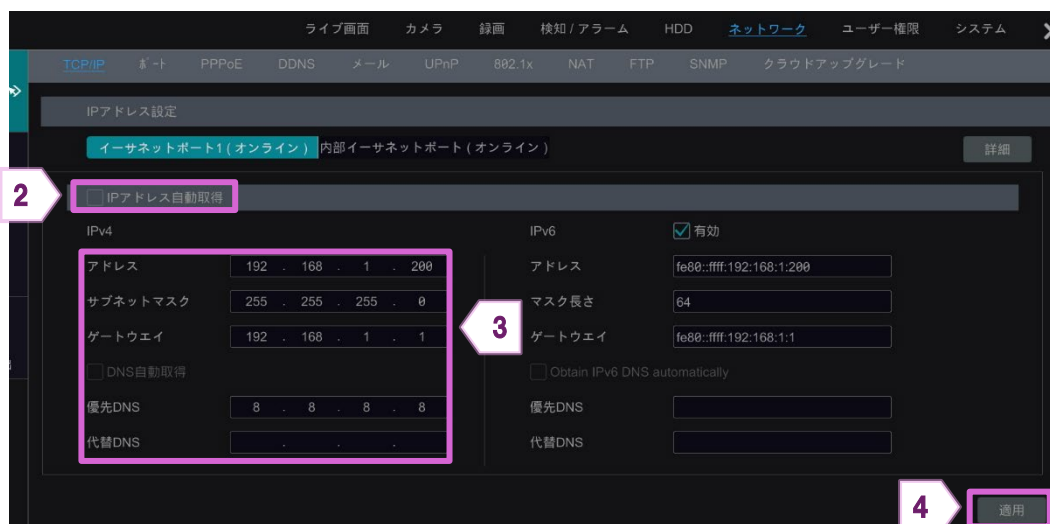 ライブ画面 カメラ 録画 検知 / アラーム HDD ネットワーク ユーザー権限 システム
TCP/IP ﾎﾟｰﾄ PPPoE DDNS メール UPnP 802.1x NAT FTP SNMP クラウドアップグレード
IPアドレス設定
イーサネットポート1 ( オンライン ) 内部イーサネットポート ( オンライン ) 詳細
2 IPアドレス自動取得
IPv4 IPv6 有効
アドレス 192 . 168 . 1 . 200 アドレス fe80::ffff:192:168:1:200
サブネットマスク 255 . 255 . 255 . 0 マスク長さ 64
ゲートウエイ 192 . 168 . 1 . 1 3 ゲートウエイ fe80::ffff:192:168:1:1
DNS自動取得 Obtain IPv6 DNS automatically
優先DNS 8 . 8 . 8 . 8 優先DNS
代替DNS . . . 代替DNS
4 適用